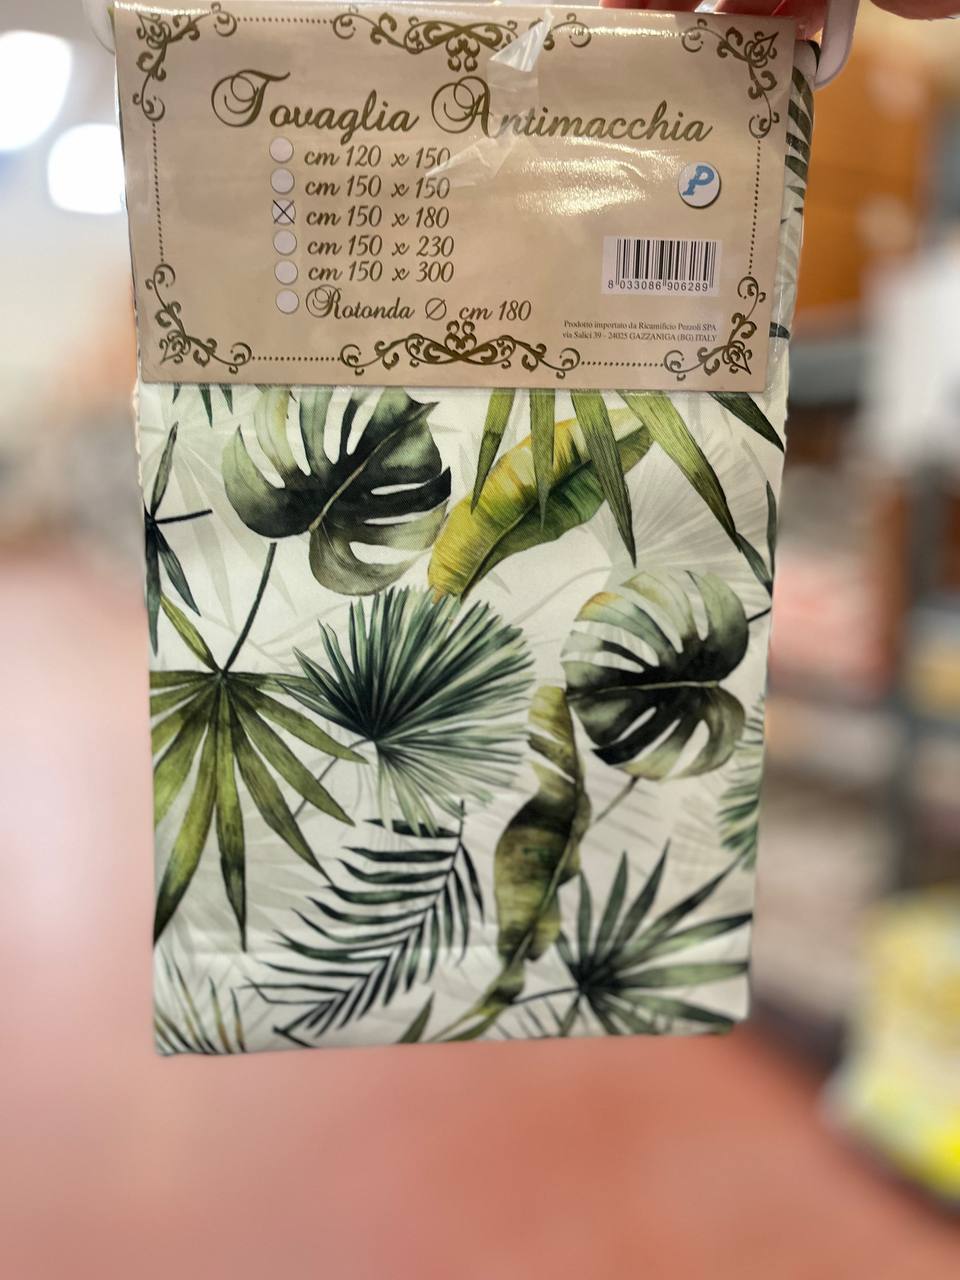 Tovaglia Antimacchia
cm 120 x 150
cm 150 x 150
cm 150 x 180
cm 150 x 230
cm 150 x 300
Rotonda Ø cm 180
P
8 033086 906289
Prodotto importato da Ricamificio Pezzoli SPA
via Salici 39 - 24025 GAZZANIGA (BG) ITALY